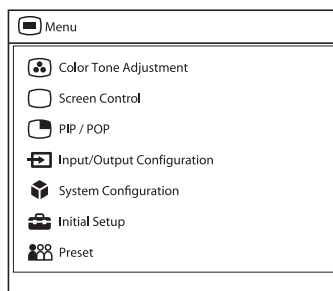 Menu
Color Tone Adjustment
Screen Control
PIP / POP
Input/Output Configuration
System Configuration
Initial Setup
Preset